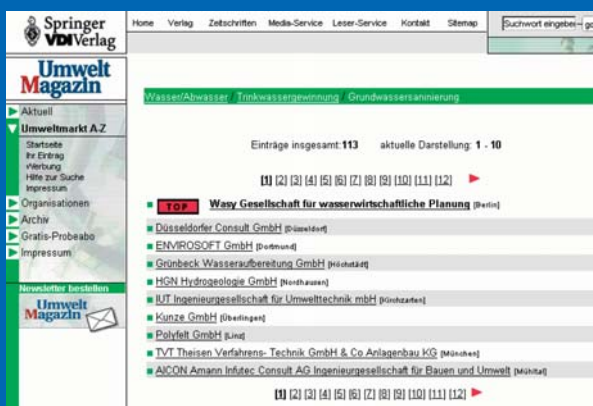 Springer
VDI Verlag
Home Verlag Zeitschriften Media-Service Leser-Service Kontakt Sitemap
Suchwort eingeben go
Umwelt
Magazin
Aktuell
Umweltmarkt A-Z
Startseite
Ihr Eintrag
Werbung
Hilfe zur Suche
Impressum
Organisationen
Archiv
Gratis-Probeabo
Impressum
Newsletter bestellen
Umwelt
Magazin
Wasser/Abwasser / Trinkwassergewinnung / Grundwassersanierung
Einträge insgesamt: 113 aktuelle Darstellung: 1 - 10
[1] [2] [3] [4] [5] [6] [7] [8] [9] [10] [11] [12]
TOP Wasy Gesellschaft für wasserwirtschaftliche Planung [Berlin]
Düsseldorfer Consult GmbH [Düsseldorf]
ENVIROSOFT GmbH [Dortmund]
Grünbeck Wasseraufbereitung GmbH [Höchstädt]
HGN Hydrogeologie GmbH [Nordhausen]
IUT Ingenieurgesellschaft für Umwelttechnik mbH [Kirchzarten]
Kunze GmbH [Überlingen]
Polyfelt GmbH [Linz]
TVT Theisen Verfahrens- Technik GmbH & Co Anlagenbau KG [München]
AICON Amann Infutec Consult AG Ingenieurgesellschaft für Bauen und Umwelt [Mühltal]
[1] [2] [3] [4] [5] [6] [7] [8] [9] [10] [11] [12]